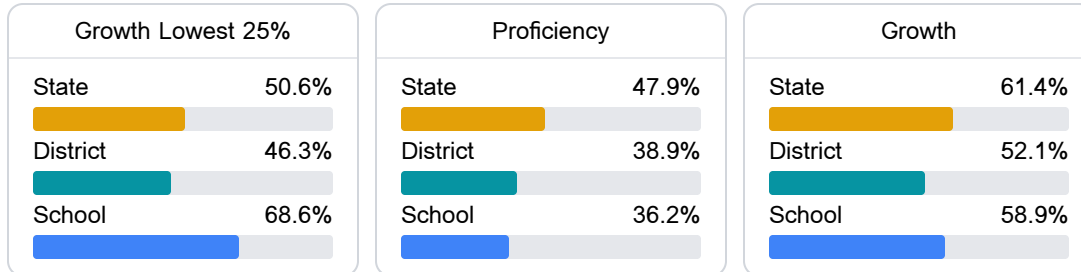 Growth Lowest 25%
State 50.6%
District 46.3%
School 68.6%
Proficiency
State 47.9%
District 38.9%
School 36.2%
Growth
State 61.4%
District 52.1%
School 58.9%